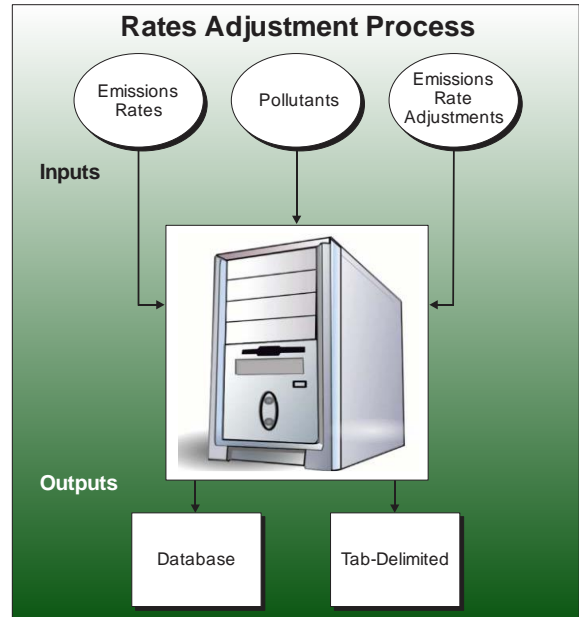 Rates Adjustment Process
Emissions
Rates
Pollutants
Emissions
Rate
Adjustments
Inputs
Outputs
Database
Tab-Delimited